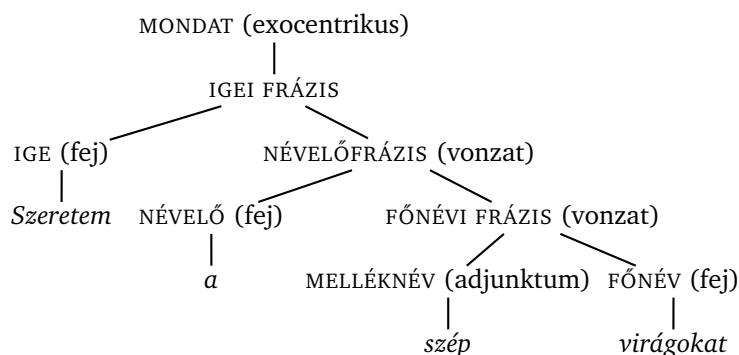 MONDAT (exocentrikus)
IGEI FRÁZIS
IGE (fej) NÉVELŐFRÁZIS (vonzat)
Szeretem NÉVELŐ (fej) FŐNÉVI FRÁZIS (vonzat)
a MELLÉKNÉV (adjunktum) FŐNÉV (fej)
szép virágokat